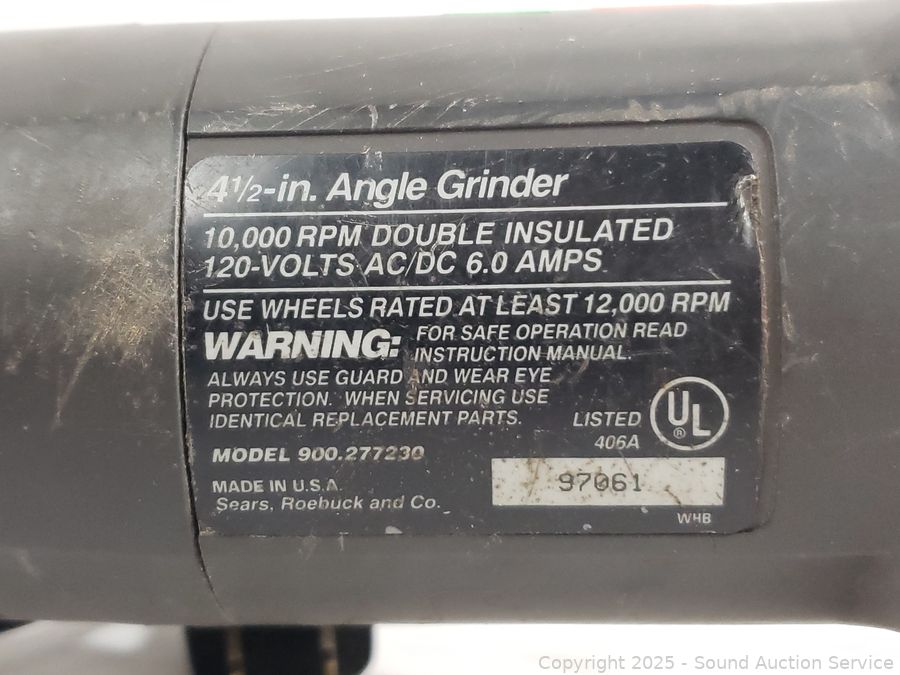 4 1/2-in. Angle Grinder
10,000 RPM DOUBLE INSULATED
120-VOLTS AC/DC 6.0 AMPS
USE WHEELS RATED AT LEAST 12,000 RPM
WARNING: FOR SAFE OPERATION READ
INSTRUCTION MANUAL.
ALWAYS USE GUARD AND WEAR EYE
PROTECTION. WHEN SERVICING USE
IDENTICAL REPLACEMENT PARTS.
LISTED
406A
UL
®
MODEL 900.277230
MADE IN U.S.A.
Sears, Roebuck and Co.
97061
WHB
Copyright © 2025 - Sound Auction Service